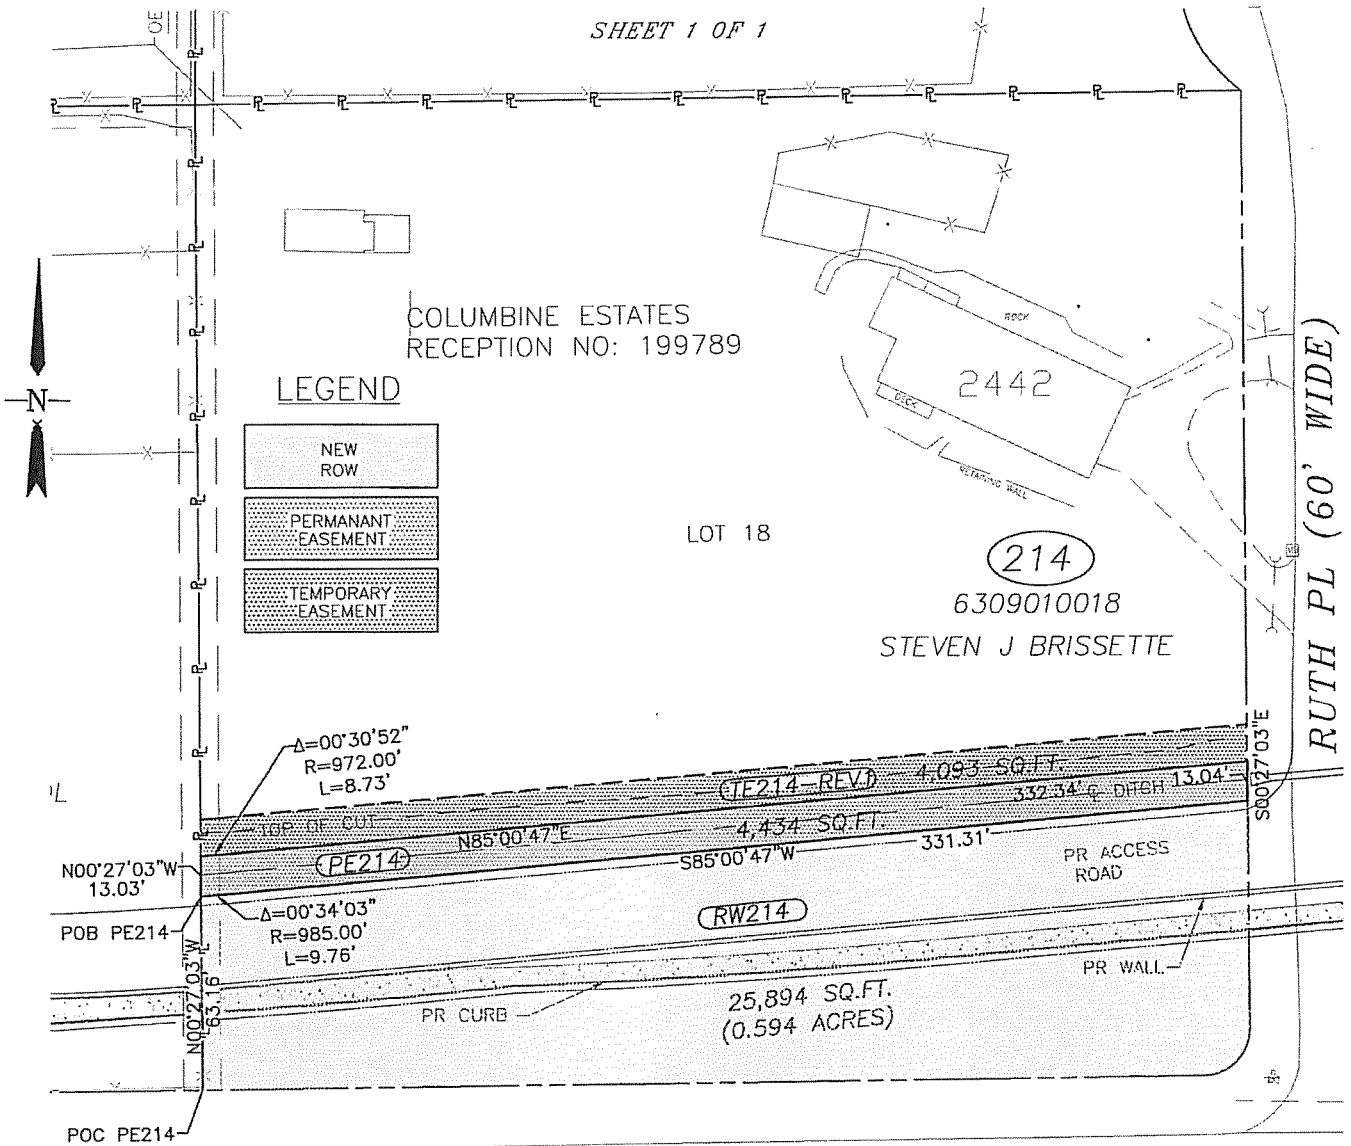 SHEET 1 OF 1
OE
COLUMBINE ESTATES
RECEPTION NO: 199789
LEGEND
NEW
ROW
PERMANANT
EASEMENT
TEMPORARY
EASEMENT
N
ROCK
2442
DECK
RETAINING WALL
LOT 18
214
6309010018
STEVEN J BRISSETTE
RUTH PL (60' WIDE)
Δ=00°30'52"
R=972.00'
L=8.73'
PL
TE214-REV1
4,093 SQ.FT.
S00°27'03"E
TOP OF CUT
N85°00'47"E
332.34'
DITCH
13.04'
PE214
4,434 SQ.FT.
N00°27'03"W
13.03'
S85°00'47"W
331.31'
PR ACCESS
ROAD
Δ=00°34'03"
R=985.00'
L=9.76'
POB PE214
RW214
N00°27'03"W
63.16'
PR CURB
25,894 SQ.FT.
(0.594 ACRES)
PR WALL
POC PE214